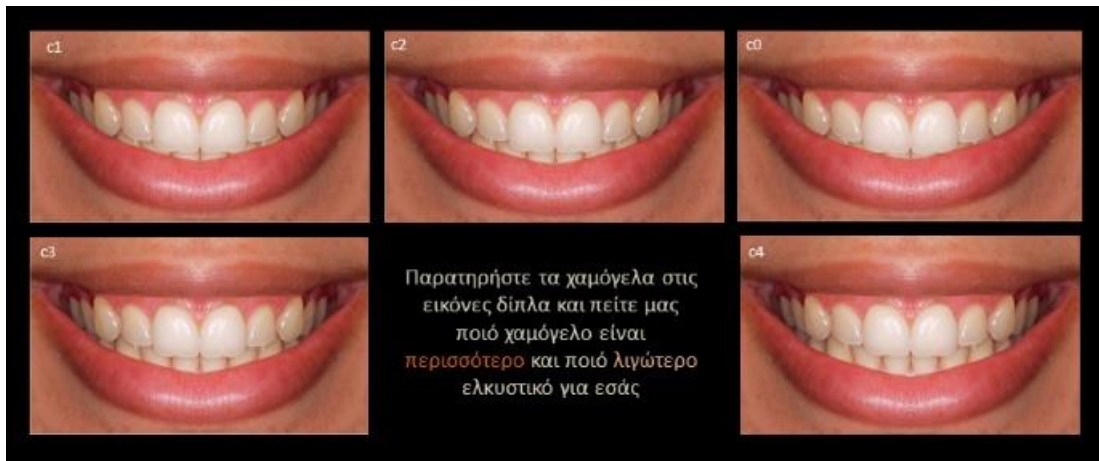 c1
c2
c0
c3
Παρατηρήστε τα χαμόγελα στις
εικόνες δίπλα και πείτε μας
ποιό χαμόγελο είναι
περισσότερο και ποιό λιγώτερο
ελκυστικό για εσάς
c4